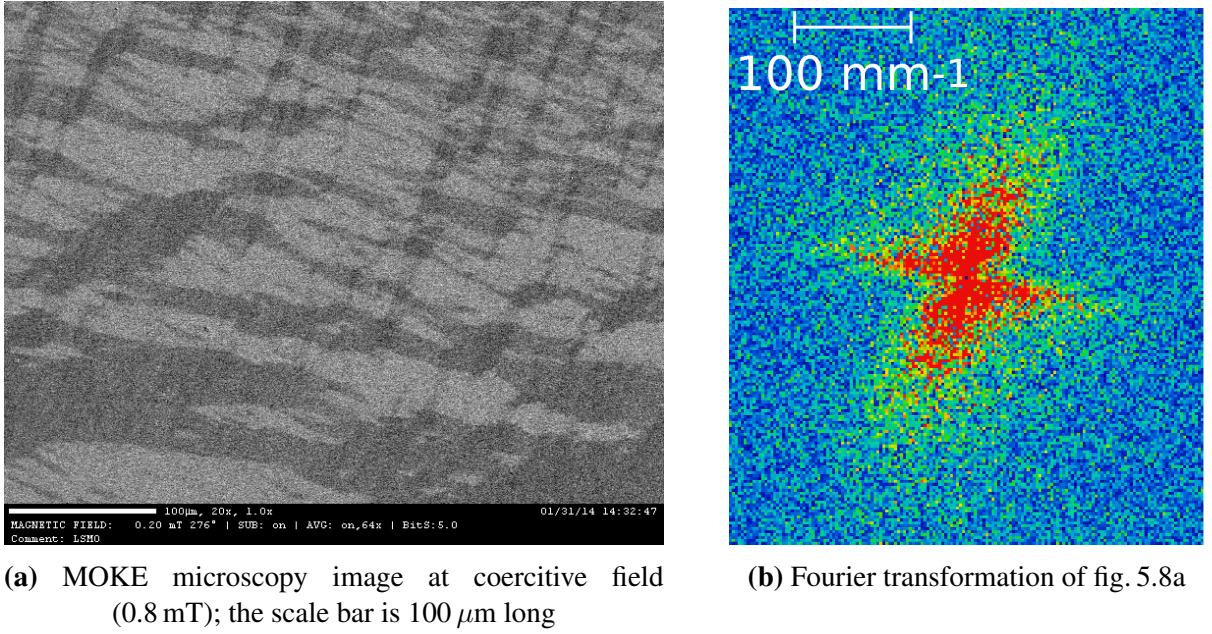 100 mm-1
100µm, 20x, 1.0x 01/31/14 14:32:47
MAGNETIC FIELD: 0.20 mT 276° | SUB: on | AVG: on,64x | BitS:5.0
Comment: LSMO
(a) MOKE microscopy image at coercitive field
(0.8 mT); the scale bar is 100 µm long
(b) Fourier transformation of fig. 5.8a